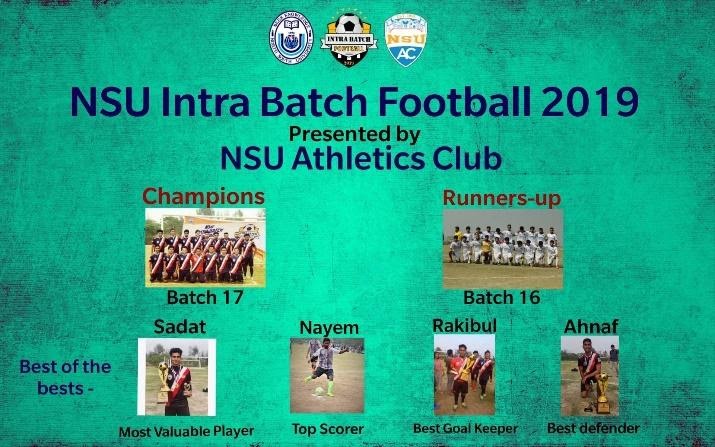 INTRA BATCH
FOOTBALL
NSU
AC
NSU Intra Batch Football 2019
Presented by
NSU Athletics Club
Champions
Runners-up
Batch 17
Batch 16
Sadat
Nayem
Rakibul
Ahnaf
Best of the
bests -
Most Valuable Player
Top Scorer
Best Goal Keeper
Best defender